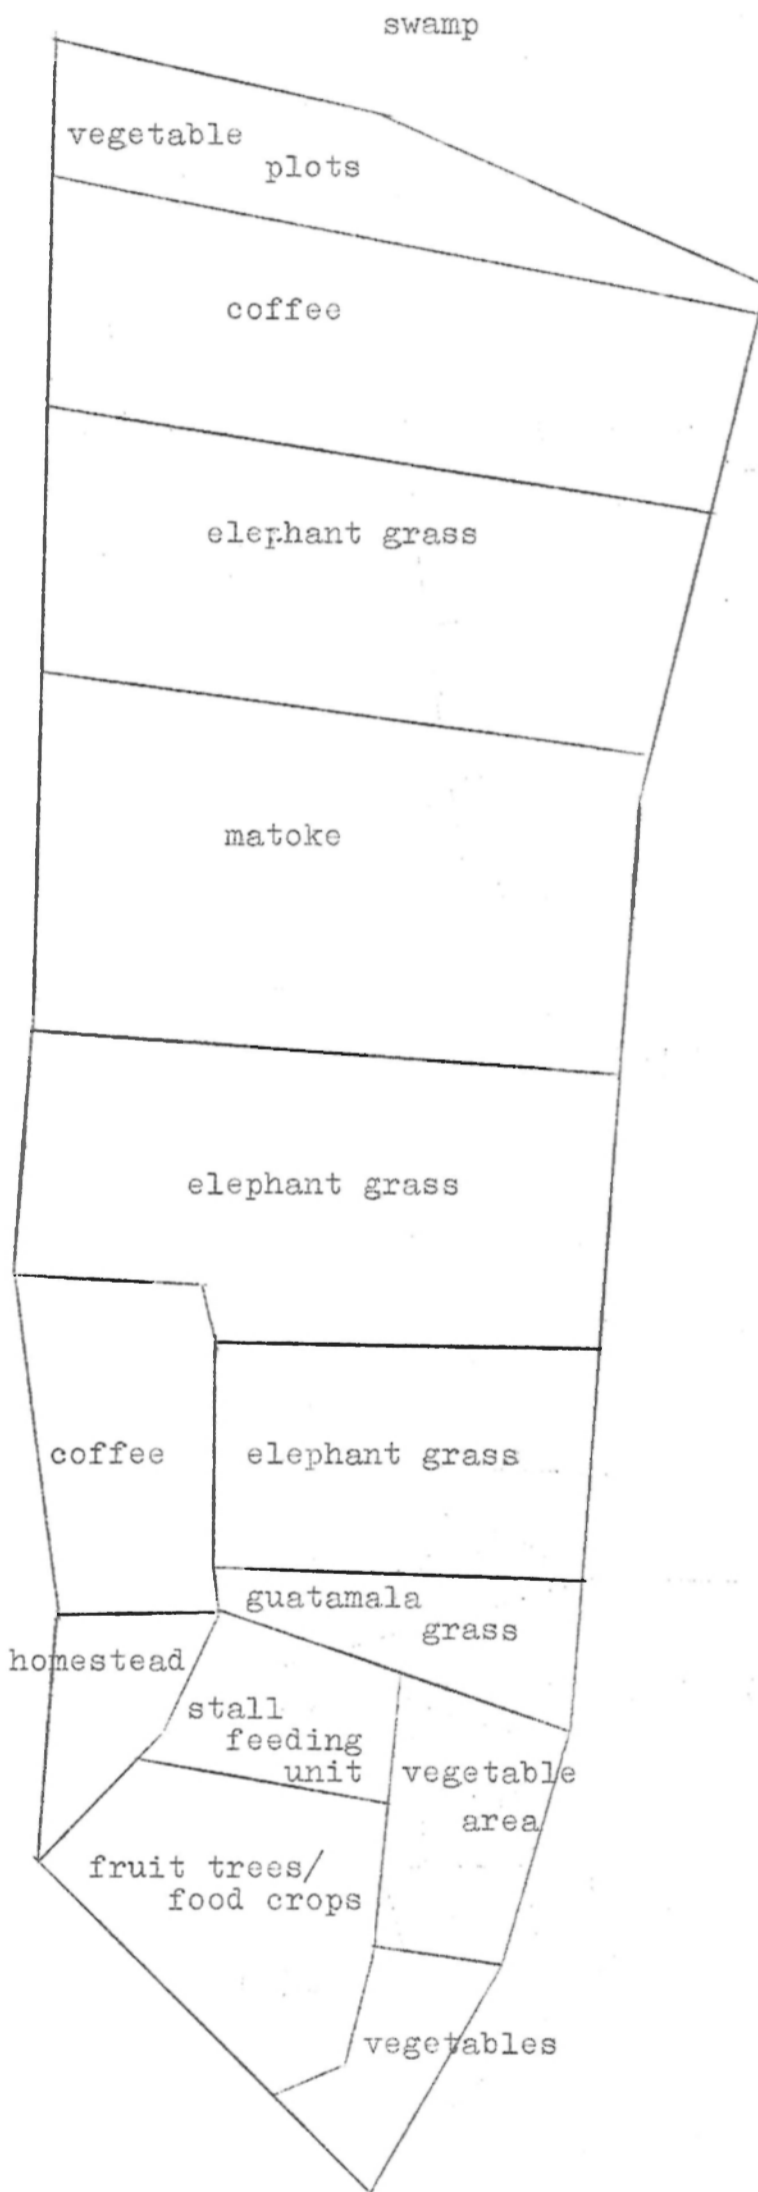 swamp
vegetable
plots
coffee
elephant grass
matoke
elephant grass
coffee
elephant grass
guatamala
grass
homestead
stall
feeding
unit
vegetable
area
fruit trees/
food crops
vegetables